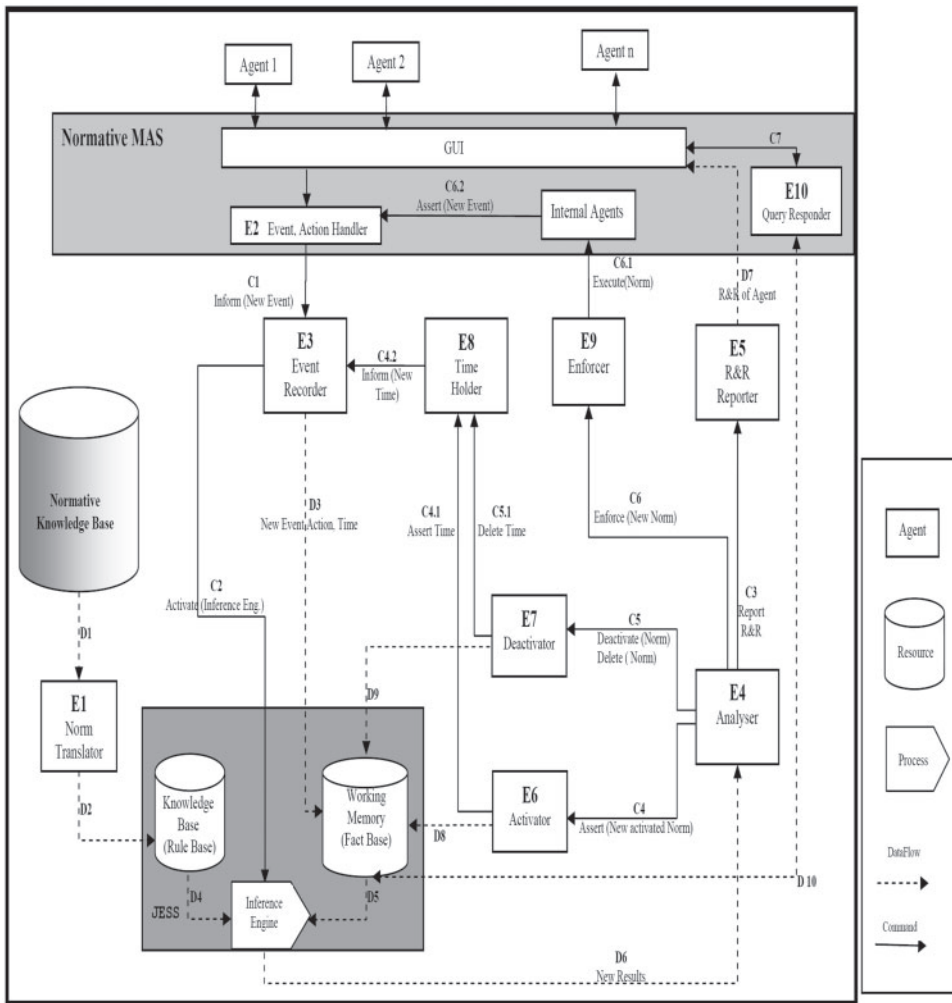 Agent 1
Agent 2
Agent n
Normative MAS
GUI
C7
C6.2
Assert (New Event)
Internal Agents
E10
Query Responder
E2 Event, Action Handler
C1
Inform (New Event)
C6.1
Execute(Norm)
D7
R&R of Agent
E3
Event
Recorder
C4.2
Inform (New
Time)
E8
Time
Holder
E9
Enforcer
E5
R&R
Reporter
Normative
Knowledge Base
D3
New Event,Action, Time
C4.1
Assert Time
C5.1
Delete Time
C6
Enforce (New Norm)
Agent
C2
Activate (Inference Eng.)
C3
Report
R&R
D1
E7
Deactivator
C5
Deactivate (Norm)
Delete ( Norm)
Resource
E1
Norm
Translator
D9
E4
Analyser
D2
Knowledge
Base
(Rule Base)
Working
Memory
(Fact Base)
D8
E6
Activator
C4
Assert (New activated Norm)
Process
D4
JESS
Inference
Engine
D5
D 10
DataFlow
D6
New Results
Command